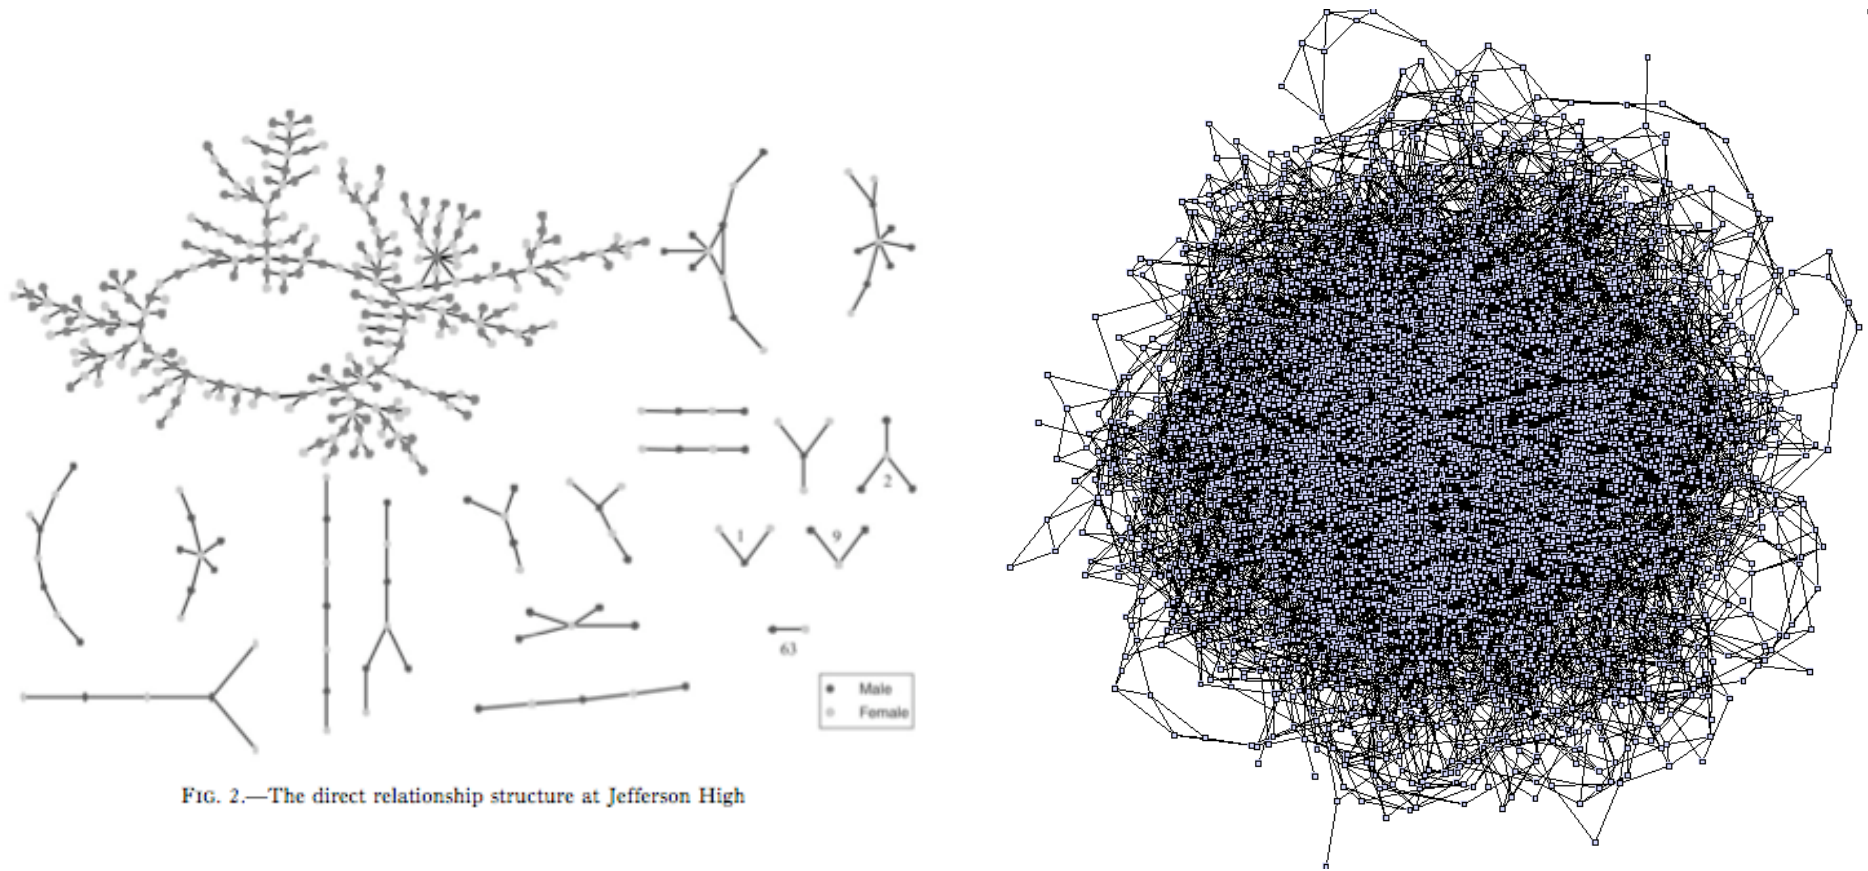 2
1
9
63
Male
Female
FIG. 2.—The direct relationship structure at Jefferson High